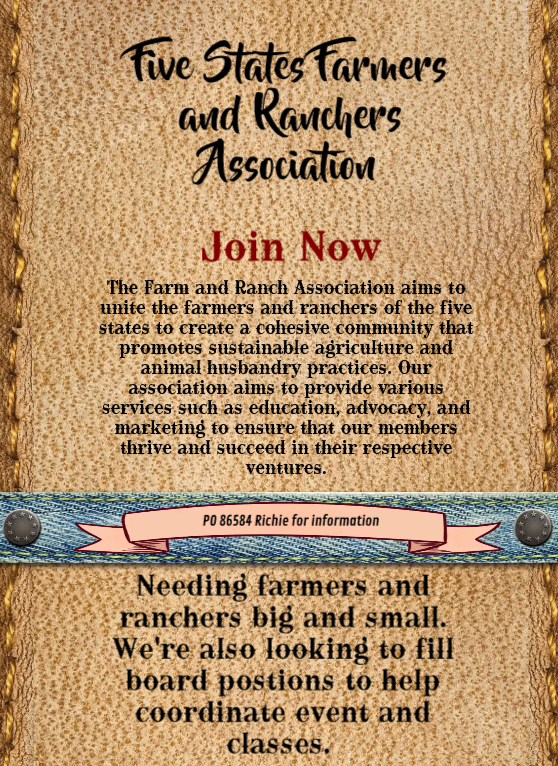 Five States Farmers
and Ranchers
Association
Join Now
The Farm and Ranch Association aims to
unite the farmers and ranchers of the five
states to create a cohesive community that
promotes sustainable agriculture and
animal husbandry practices. Our
association aims to provide various
services such as education, advocacy, and
marketing to ensure that our members
thrive and succeed in their respective
ventures.
PO 86584 Richie for information
Needing farmers and
ranchers big and small.
We're also looking to fill
board postions to help
coordinate event and
classes.